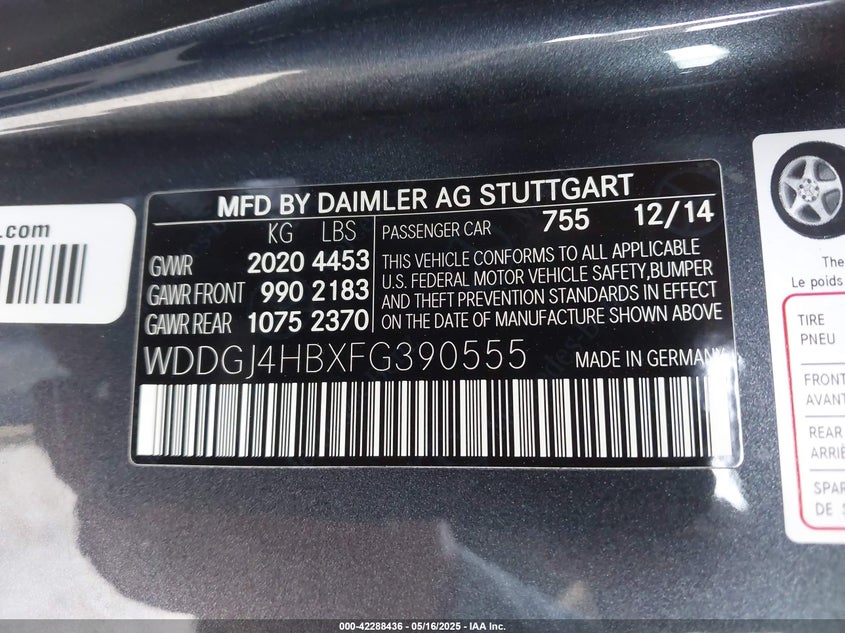 MFD BY DAIMLER AG STUTTGART
KG LBS
GVWR 2020 4453
GAWR FRONT 990 2183
GAWR REAR 1075 2370
PASSENGER CAR 755 12/14
THIS VEHICLE CONFORMS TO ALL APPLICABLE
U.S. FEDERAL MOTOR VEHICLE SAFETY,BUMPER
AND THEFT PREVENTION STANDARDS IN EFFECT
ON THE DATE OF MANUFACTURE SHOWN ABOVE
WDDGJ4HBXFG390555 MADE IN GERMANY
.com
The
Le poids
TIRE
PNEU
FRONT
AVANT
REAR
ARRIÈ
SPAR
DE S
000-42288436 - 05/16/2025 - IAA Inc.